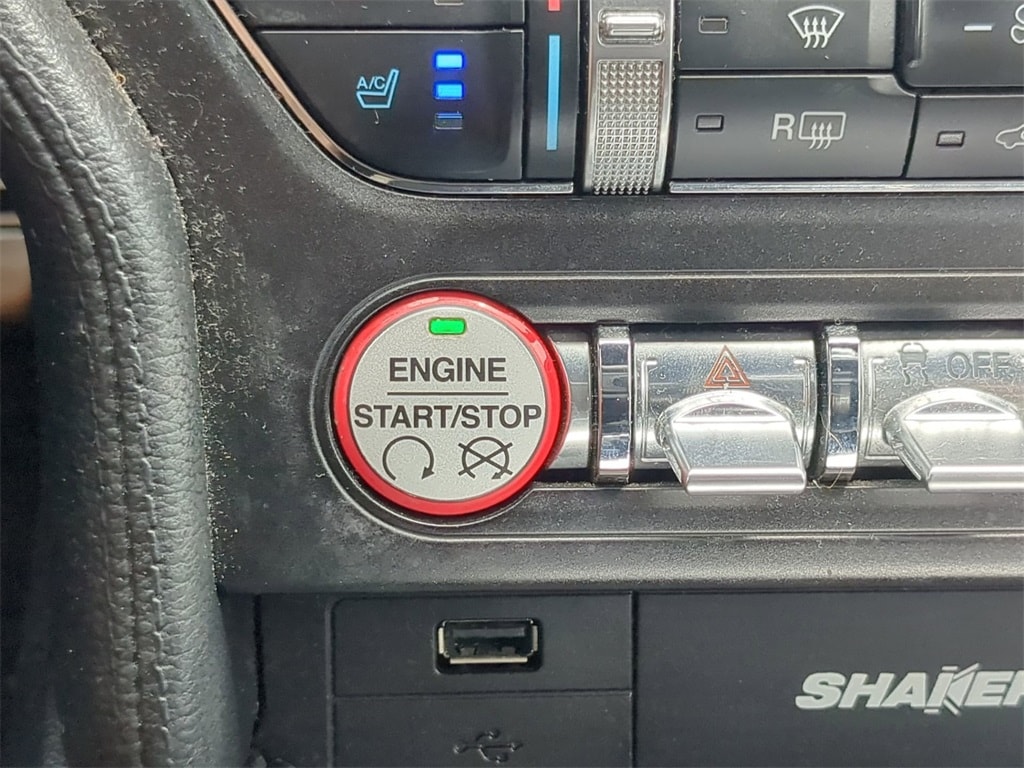 A/C
R
ENGINE
START/STOP
OFF
SHAKER